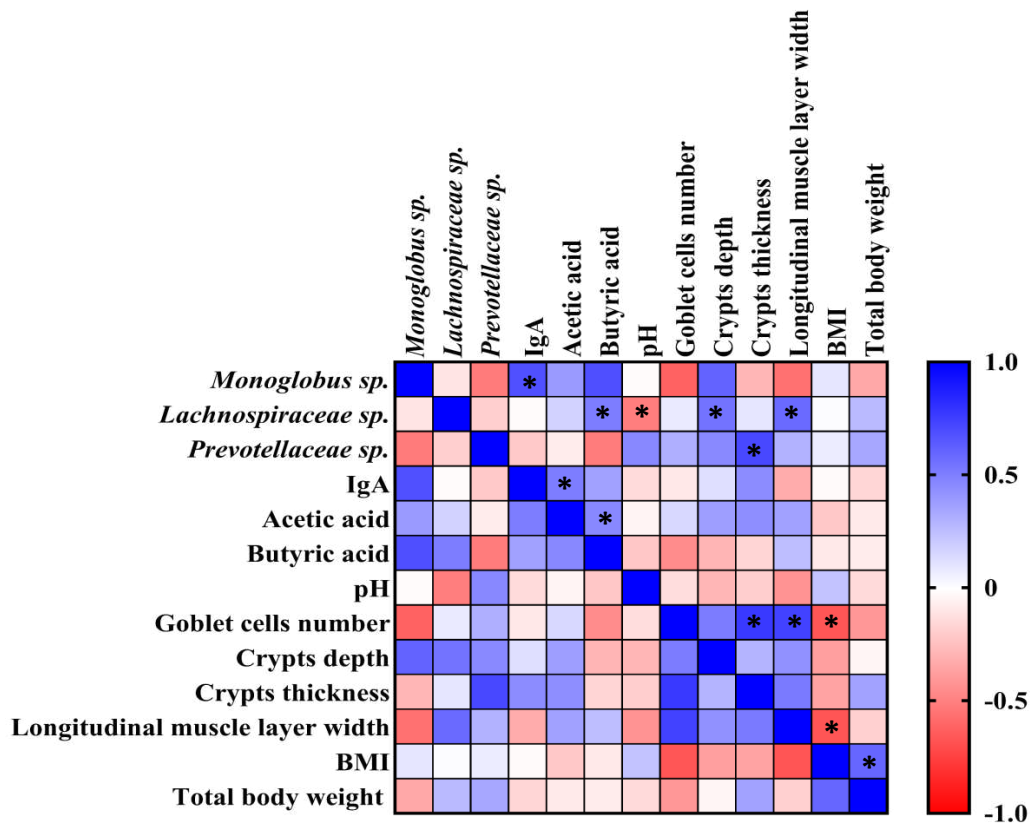 Monoglobus sp.
Lachnospiraceae sp.
Prevotellaceae sp.
IgA
Acetic acid
Butyric acid
pH
Goblet cells number
Crypts depth
Crypts thickness
Longitudinal muscle layer width
BMI
Total body weight
Monoglobus sp.
*
Lachnospiraceae sp.
* * * *
Prevotellaceae sp.
*
IgA
*
Acetic acid
*
Butyric acid
pH
Goblet cells number
* * *
Crypts depth
Crypts thickness
Longitudinal muscle layer width
*
BMI
*
Total body weight
1.0
0.5
0
-0.5
-1.0